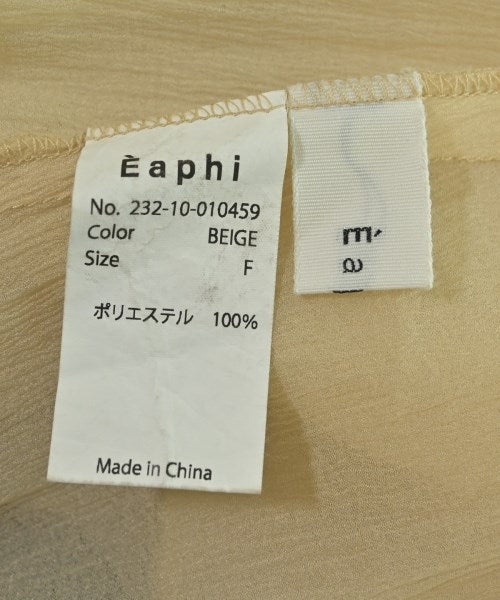 Èaphi
No. 232-10-010459
Color BEIGE
Size F
ポリエステル 100%
Made in China